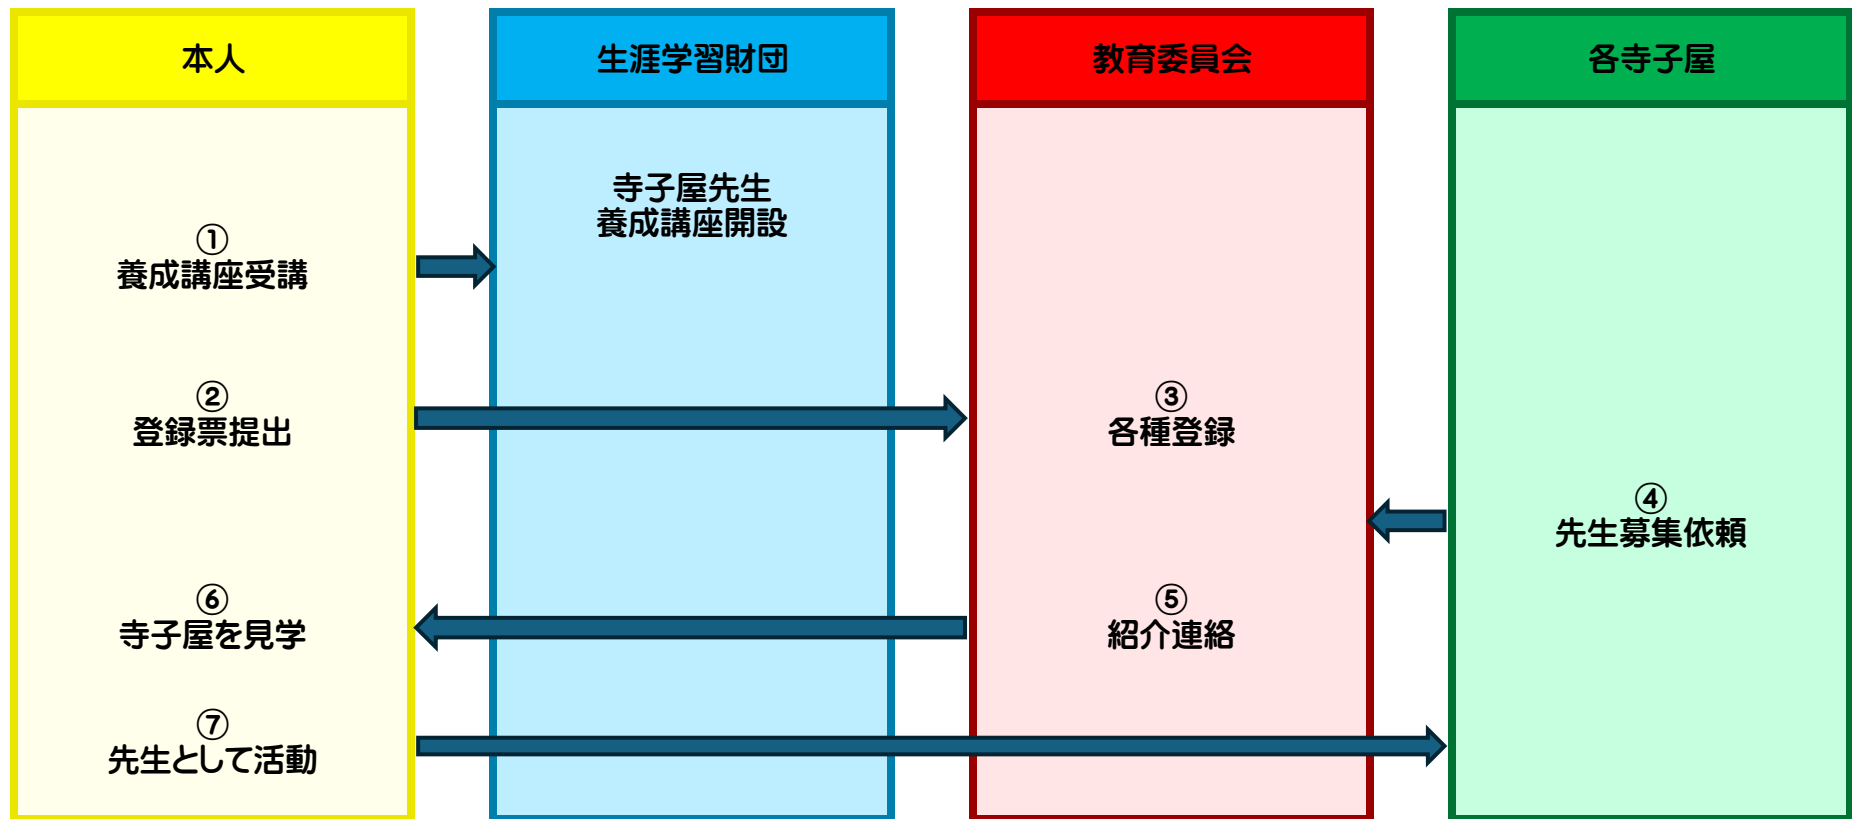 本人
生涯学習財団
教育委員会
各寺子屋
寺子屋先生
養成講座開設
①
養成講座受講
②
登録票提出
③
各種登録
④
先生募集依頼
⑤
紹介連絡
⑥
寺子屋を見学
⑦
先生として活動